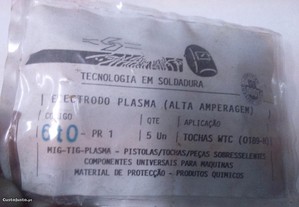 TECNOLOGIA EM SOLDADURA
ELECTRODO PLASMA (ALTA AMPERAGEM)
CÓDIGO QTE APLICAÇÃO
610 - PR 1 5 Un TOCHAS WTC
MIG-TIG-PLASMA - PISTOLAS/TOCHAS/PEÇAS SOBRESSELENTES
COMPONENTES UNIVERSAIS PARA MAQUINAS
MATERIAL DE PROTECÇÃO - PRODUTOS QUIMICOS